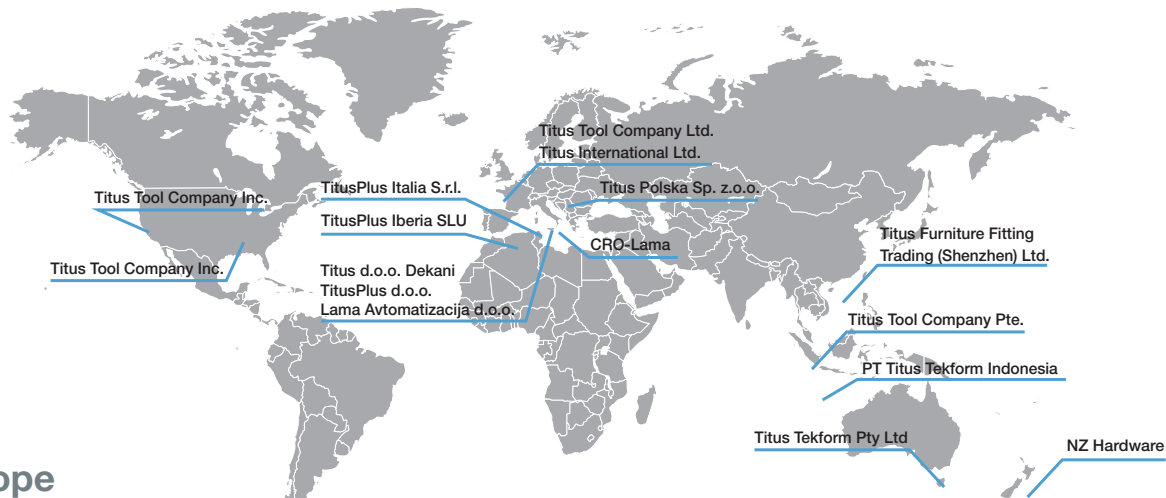 Titus Tool Company Ltd.
Titus International Ltd.
Titus Tool Company Inc.
TitusPlus Italia S.r.l.
Titus Polska Sp. z.o.o.
TitusPlus Iberia SLU
CRO-Lama
Titus Furniture Fitting
Trading (Shenzhen) Ltd.
Titus Tool Company Inc.
Titus d.o.o. Dekani
TitusPlus d.o.o.
Lama Avtomatizacija d.o.o.
Titus Tool Company Pte.
PT Titus Tekform Indonesia
Titus Tekform Pty Ltd
NZ Hardware
ope